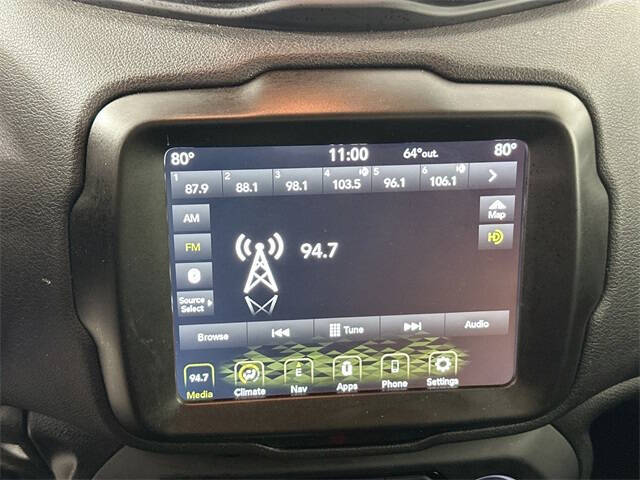 80° 11:00 64°out. 80°
1 87.9 2 88.1 3 98.1 4 103.5 5 96.1 6 106.1
AM
Map
FM
HD
94.7
Source
Select
Browse Tune Audio
94.7 E
Media Climate Nav Apps Phone Settings